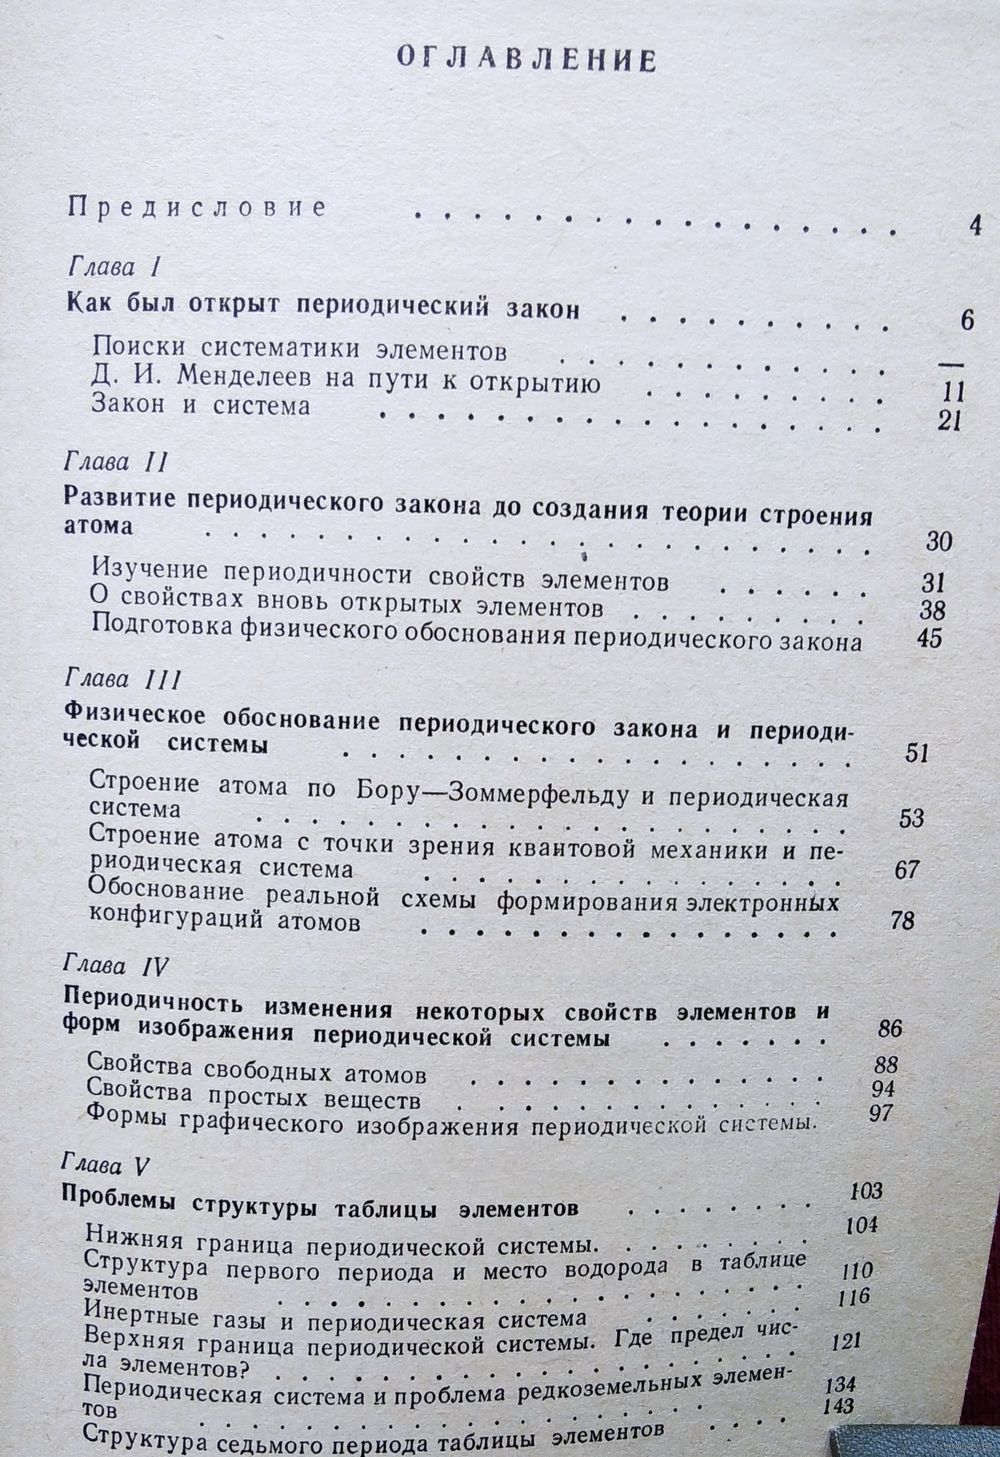 ОГЛАВЛЕНИЕ
Предисловие . . . . . . . . . . . . . . . . . 4
Глава I
Как был открыт периодический закон . . . . . . . . . . 6
Поиски систематики элементов . . . . . . . . . . . . —
Д. И. Менделеев на пути к открытию . . . . . . . . . 11
Закон и система . . . . . . . . . . . . . . . . . 21
Глава II
Развитие периодического закона до создания теории строения
атома . . . . . . . . . . . . . . . . . . . . . . . 30
Изучение периодичности свойств элементов . . . . . . 31
О свойствах вновь открытых элементов . . . . . . . . . 38
Подготовка физического обоснования периодического закона 45
Глава III
Физическое обоснование периодического закона и периоди-
ческой системы . . . . . . . . . . . . . . . . . 51
Строение атома по Бору—Зоммерфельду и периодическая
система . . . . . . . . . . . . . . . . . . . . . 53
Строение атома с точки зрения квантовой механики и пе-
риодическая система . . . . . . . . . . . . . . . 67
Обоснование реальной схемы формирования электронных
конфигураций атомов . . . . . . . . . . . . . . . 78
Глава IV
Периодичность изменения некоторых свойств элементов и
форм изображения периодической системы . . . . . . . 86
Свойства свободных атомов . . . . . . . . . . . . . 88
Свойства простых веществ . . . . . . . . . . . . . . 94
Формы графического изображения периодической системы. 97
Глава V
Проблемы структуры таблицы элементов . . . . . . . . 103
Нижняя граница периодической системы. . . . . . . . . 104
Структура первого периода и место водорода в таблице
элементов . . . . . . . . . . . . . . . . . . . . 110
Инертные газы и периодическая система . . . . . . 116
Верхняя граница периодической системы. Где предел чис-
ла элементов? . . . . . . . . . . . . . . . . . . . 121
Периодическая система и проблема редкоземельных элемен-
тов . . . . . . . . . . . . . . . . . . . . . 134
Структура седьмого периода таблицы элементов . . . . 143